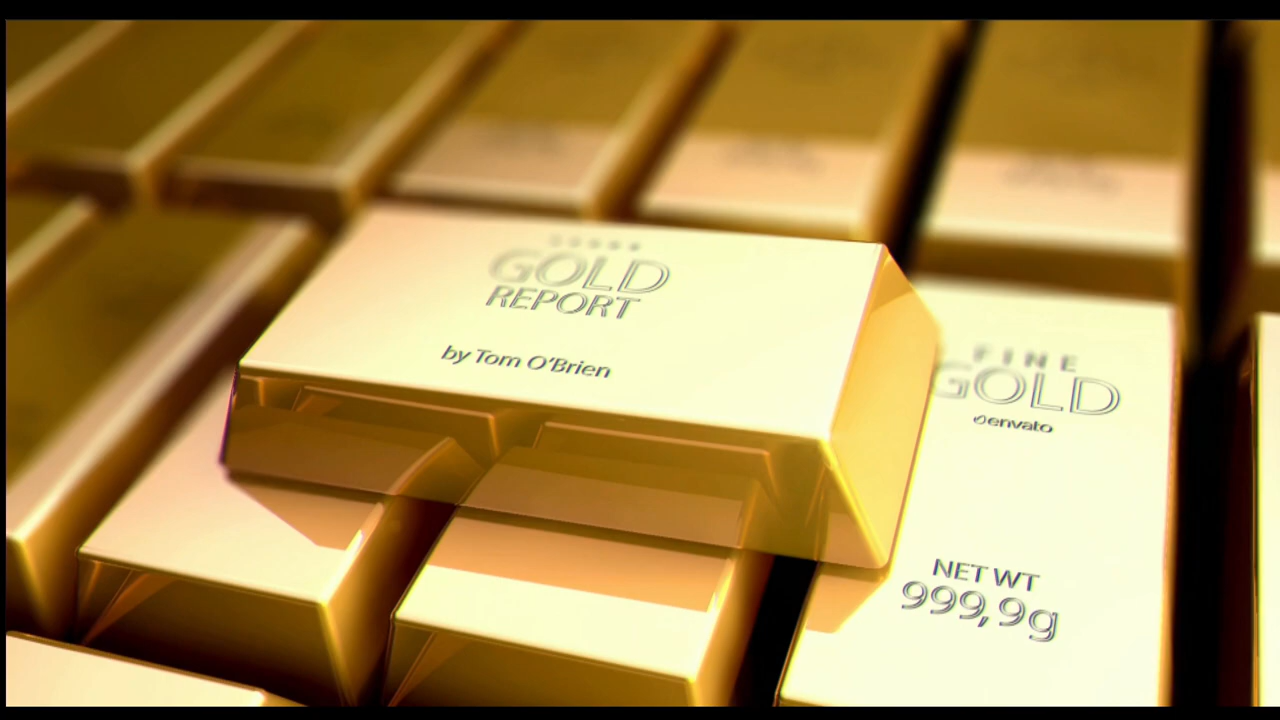 GOLD
REPORT
by Tom O'Brien
FINE
GOLD
envato
NET WT
999,9g